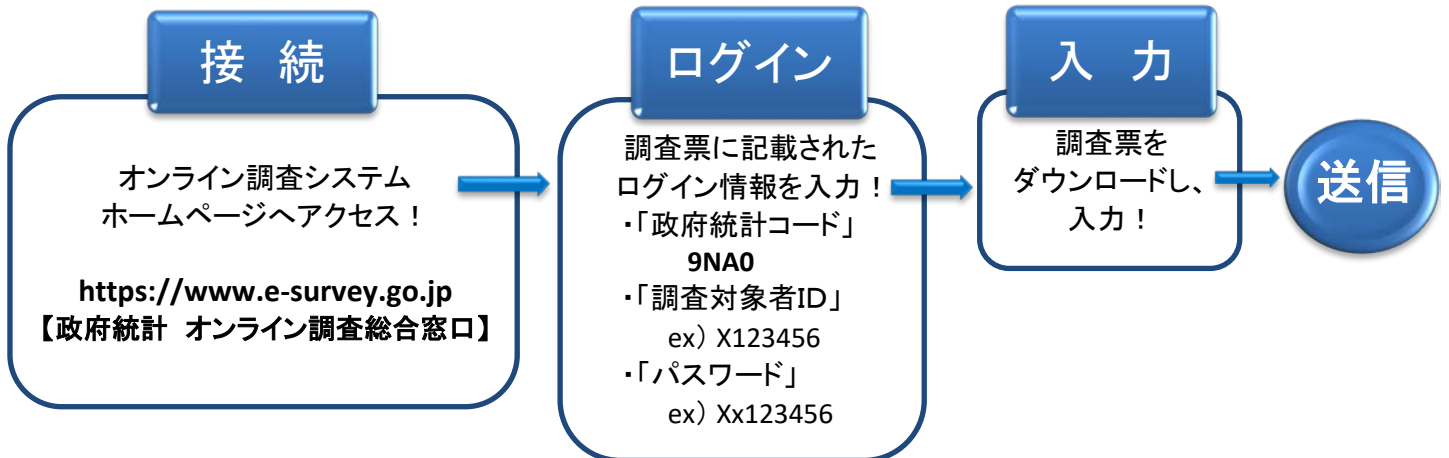 接 続
オンライン調査システム
ホームページへアクセス！
https://www.e-survey.go.jp
【政府統計 オンライン調査総合窓口】
ログイン
調査票に記載された
ログイン情報を入力！
・「政府統計コード」
9NA0
・「調査対象者ID」
ex）X123456
・「パスワード」
ex）Xx123456
入 力
調査票を
ダウンロードし、
入力！
送信